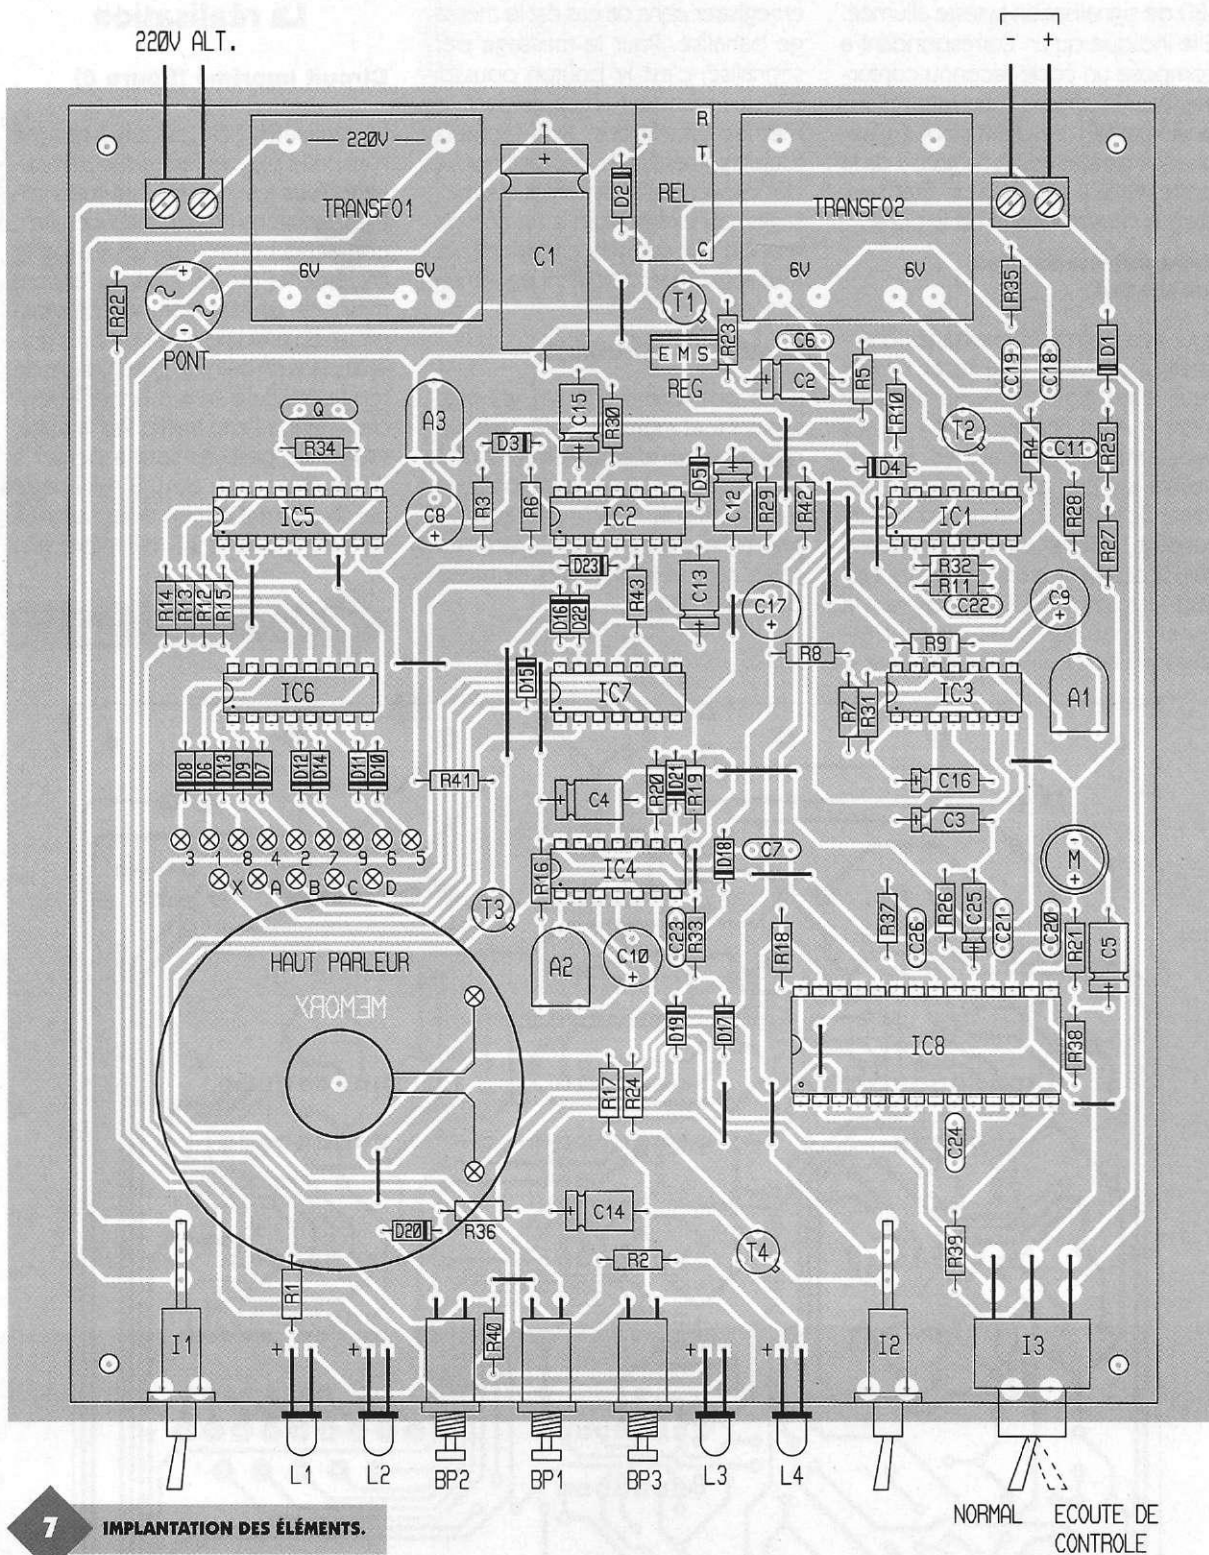 220V ALT.
- +
220V
TRANSFO1
6V 6V
R22
+
-
PONT
+
C1
D2
R
T
REL
C
TRANSFO2
6V 6V
R35
T1
R23
E M S
REG
C6
+ C2
R5
C19
C18
D1
Q
R34
A3
C15
+
R30
D3
R10
T2
R4
C11
R25
D5
+
C12
D4
IC5
C8
+
R3
R6
IC2
R29
R42
IC1
R28
R27
D23
R32
R11
C22
R14
R13
R12
R15
D16
D22
R43
C13
+
C17
+
C9
+
R8
R9
IC6
D15
IC7
R7
R31
IC3
A1
D8
D6
D13
D9
D7
D12
D14
D11
D10
R41
+ C4
R20
D21
R19
+ C16
+ C3
3 1 8 4 2 7 9 6 5
X A B C D
R16
IC4
D18
C7
-
M
+
T3
R37
C26
R26
C25
+
C21
C20
R21
C5
+
HAUT PARLEUR
MEMORY
A2
C10
+
C23
R33
R18
D19
D17
IC8
R38
R17
R24
C24
D20
R36
+ C14
R39
R2
T4
R1
R40
I1
+
+
+
+
I2
I3
L1
L2
BP2
BP1
BP3
L3
L4
NORMAL
ECOUTE DE
CONTROLE
7 IMPLANTATION DES ÉLÉMENTS.